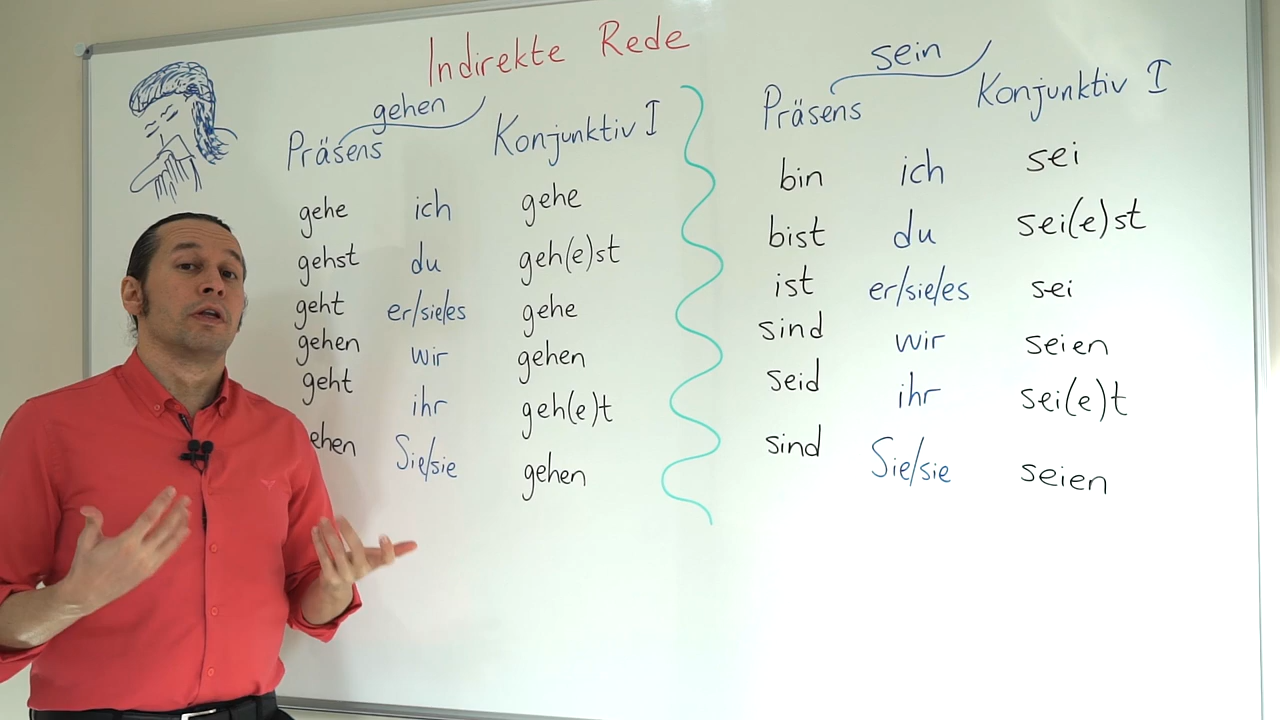 Indirekte Rede
gehen
Präsens Konjunktiv I
gehe ich gehe
gehst du geh(e)st
geht er/sie/es gehe
gehen wir gehen
geht ihr geh(e)t
ehen Sie/sie gehen
sein
Präsens Konjunktiv I
bin ich sei
bist du sei(e)st
ist er/sie/es sei
sind wir seien
seid ihr sei(e)t
sind Sie/sie seien